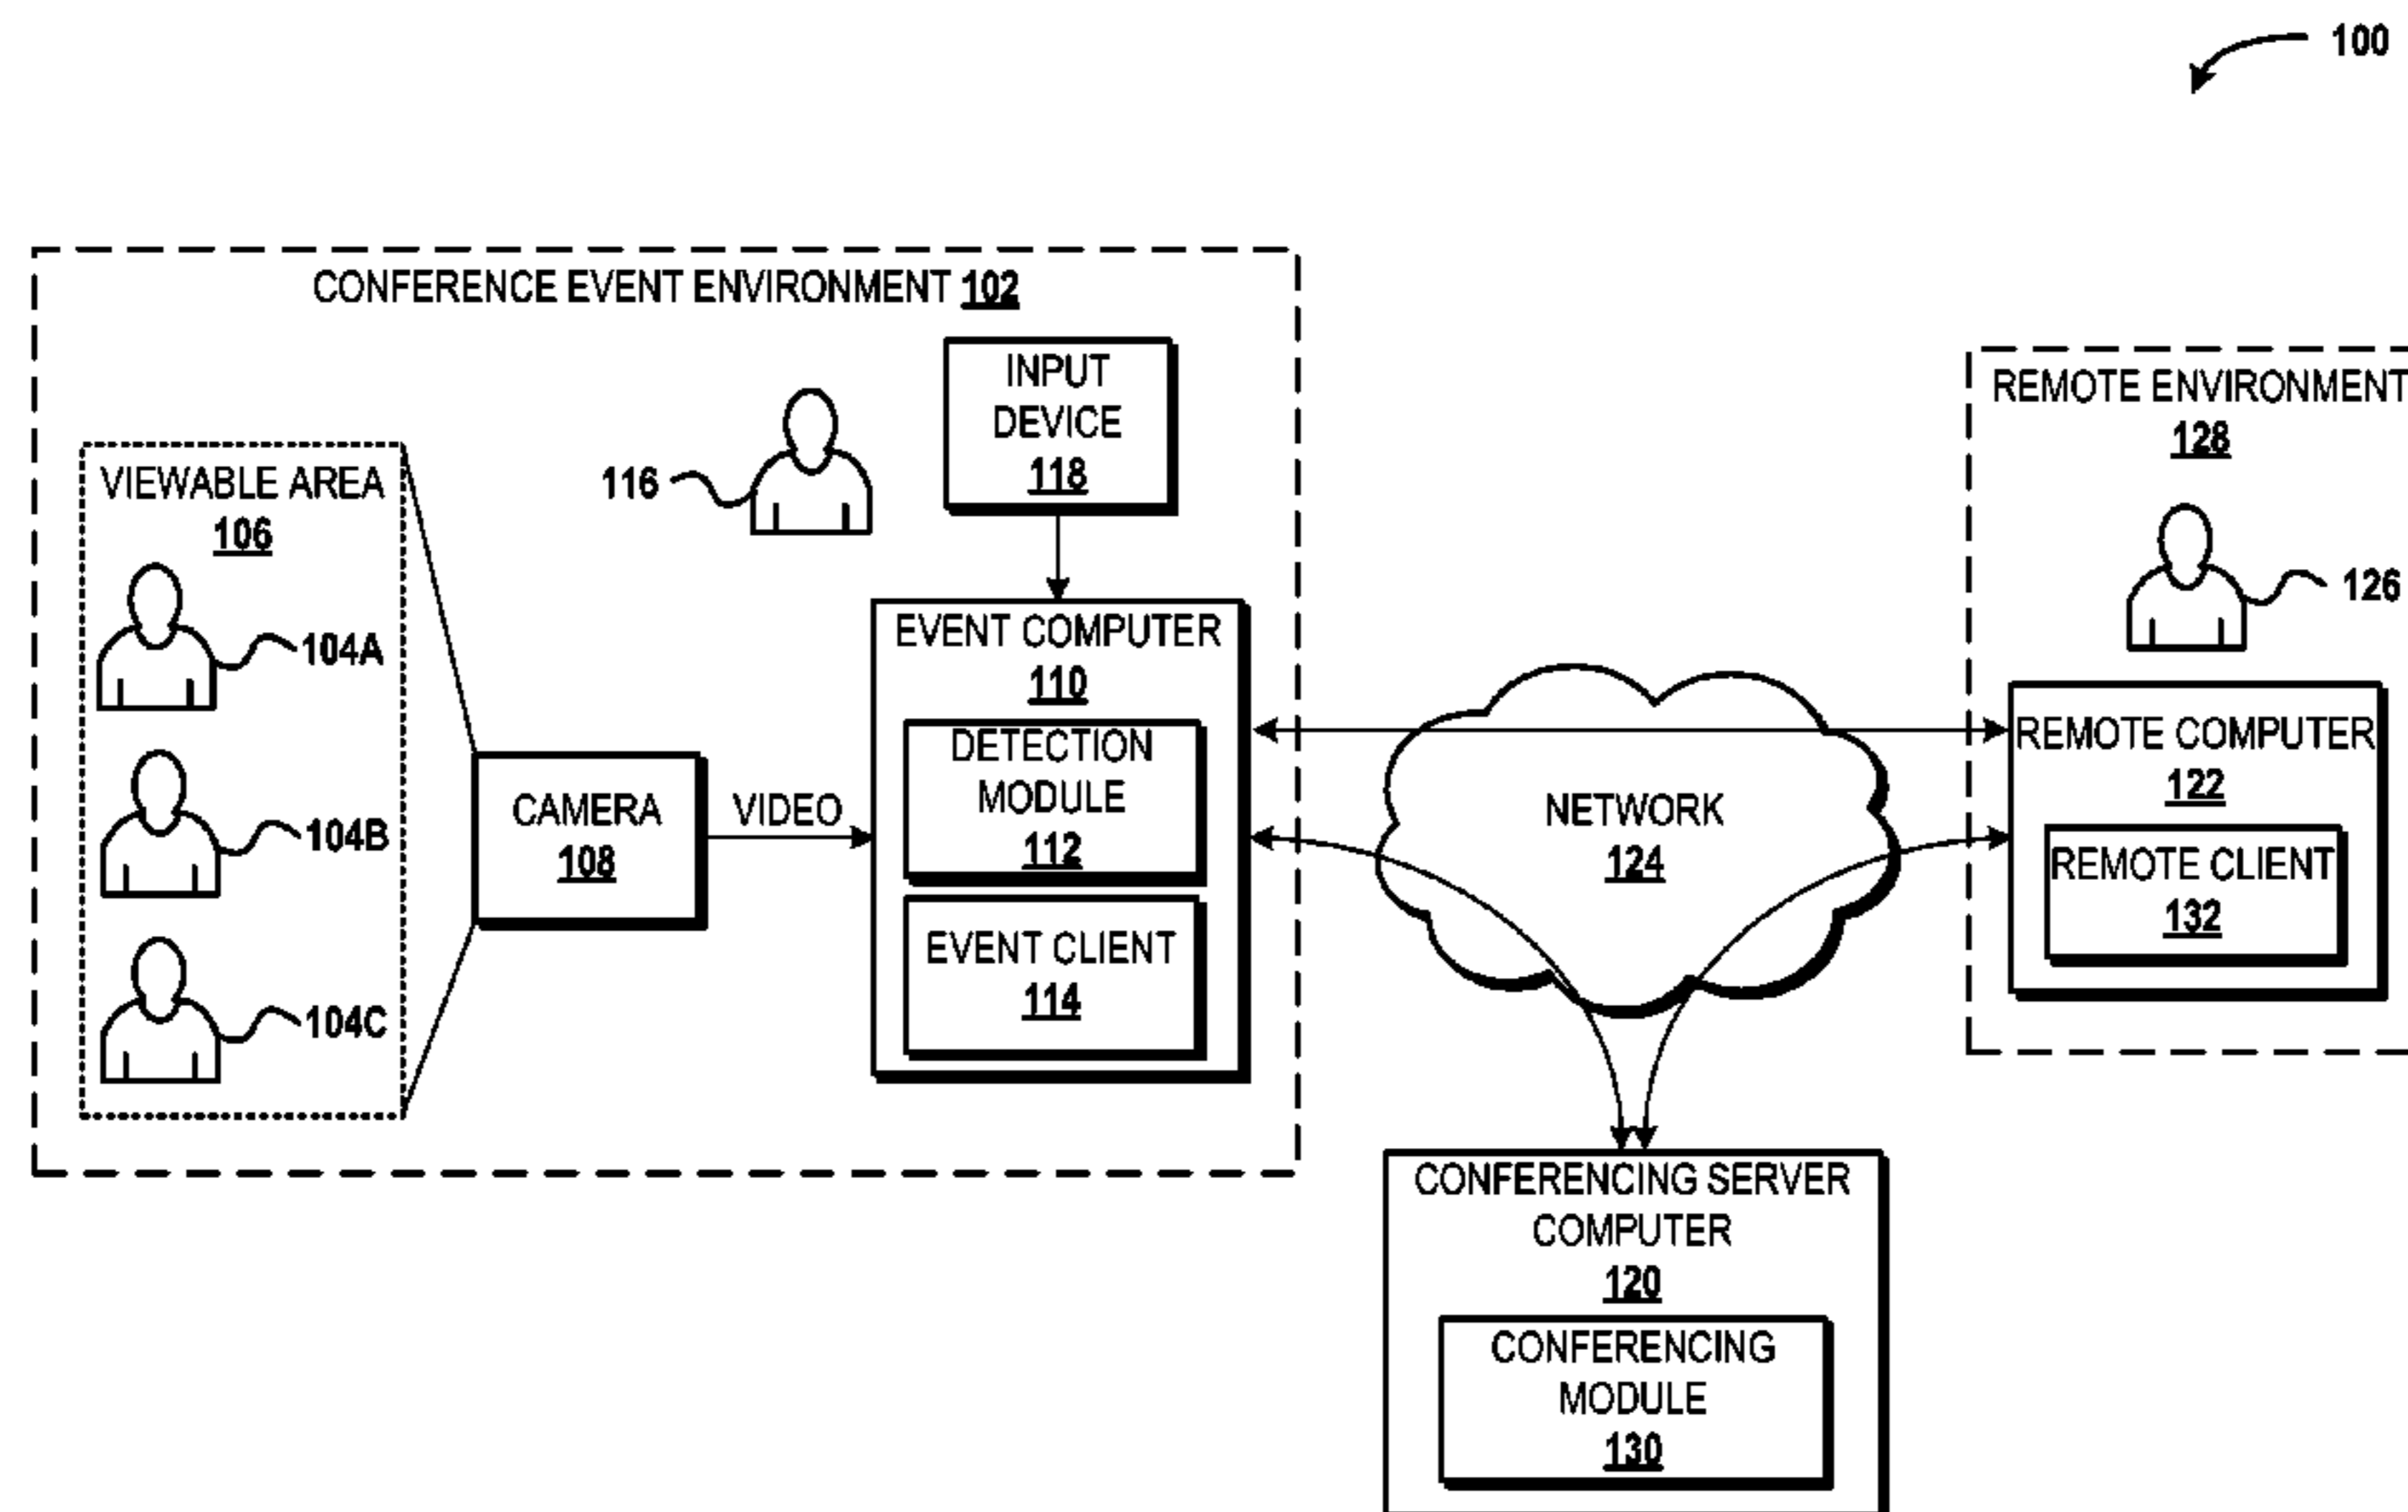 100
CONFERENCE EVENT ENVIRONMENT 102
INPUT
DEVICE
118
116
VIEWABLE AREA
106
104A
104B
104C
CAMERA
108
VIDEO
EVENT COMPUTER
110
DETECTION
MODULE
112
EVENT CLIENT
114
NETWORK
124
REMOTE ENVIRONMENT
128
126
REMOTE COMPUTER
122
REMOTE CLIENT
132
CONFERENCING SERVER
COMPUTER
120
CONFERENCING
MODULE
130